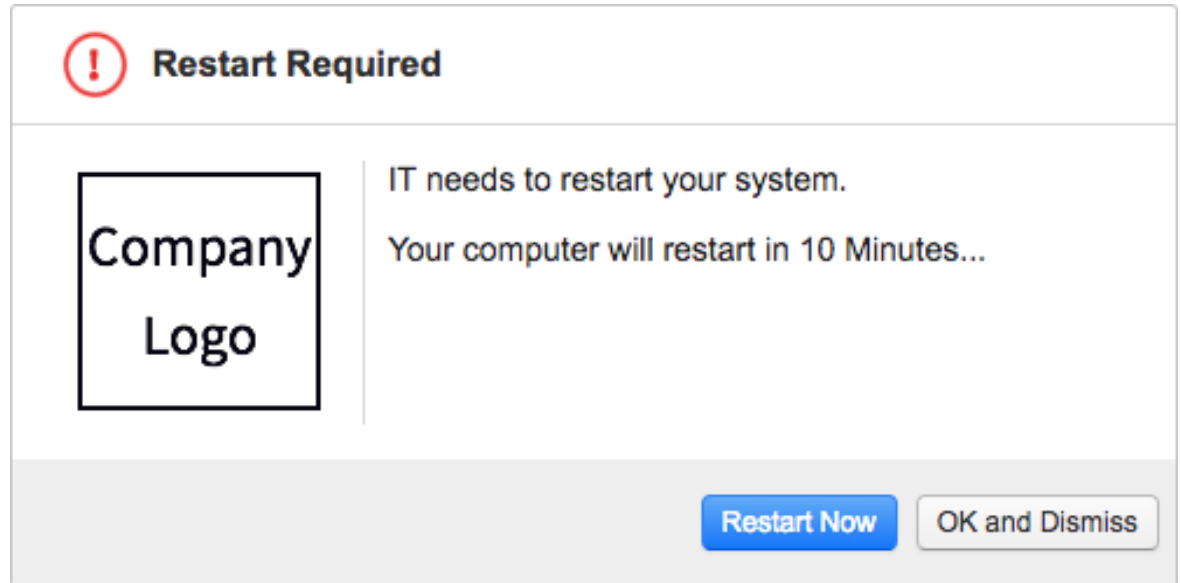 Restart Required
IT needs to restart your system.
Your computer will restart in 10 Minutes...
Company
Logo
Restart Now
OK and Dismiss